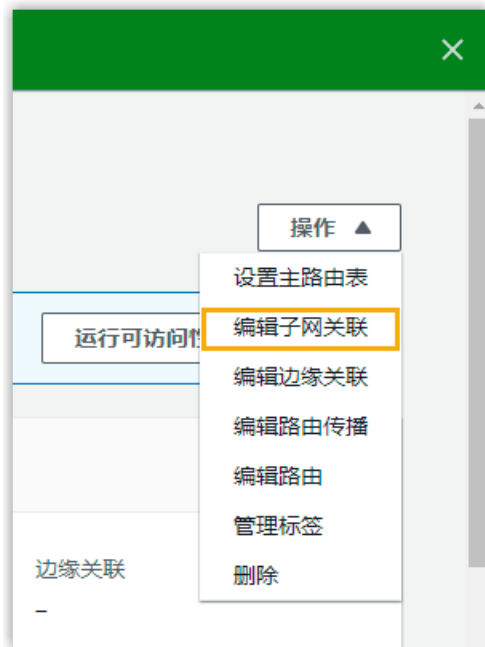 操作
设置主路由表
运行可访问性
编辑子网关联
编辑边缘关联
编辑路由传播
编辑路由
管理标签
边缘关联
删除
–